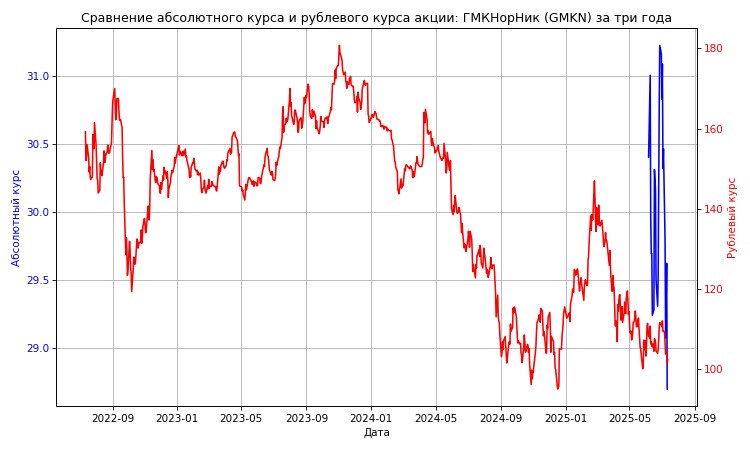 Сравнение абсолютного курса и рублевого курса акции: ГМКНорНик (GMKN) за три года
31.0
30.5
30.0
29.5
29.0
Абсолютный курс
180
160
140
120
100
Рублевый курс
2022-09 2023-01 2023-05 2023-09 2024-01 2024-05 2024-09 2025-01 2025-05 2025-09
Дата